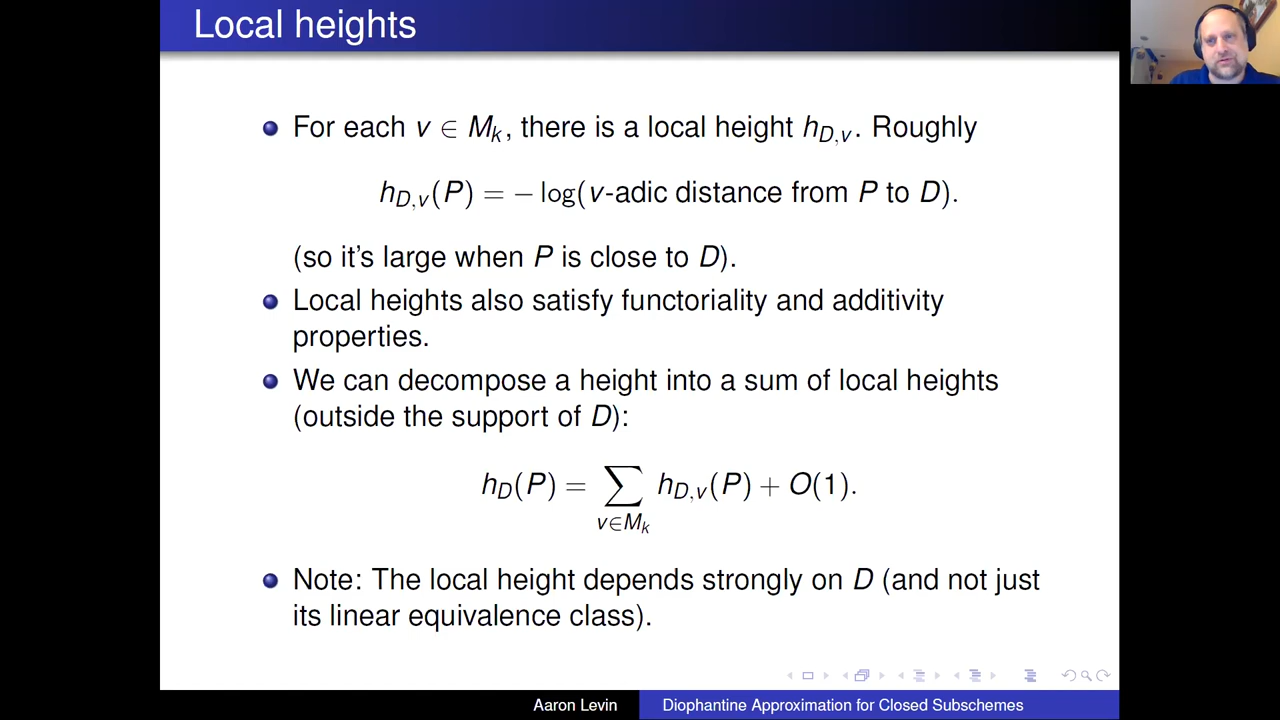 Local heights
For each v ∈ M_k, there is a local height h_{D,v}. Roughly
h_{D,v}(P) = − log(v-adic distance from P to D).
(so it's large when P is close to D).
Local heights also satisfy functoriality and additivity
properties.
We can decompose a height into a sum of local heights
(outside the support of D):
h_D(P) = ∑_{v∈M_k} h_{D,v}(P) + O(1).
Note: The local height depends strongly on D (and not just
its linear equivalence class).
Aaron Levin
Diophantine Approximation for Closed Subschemes